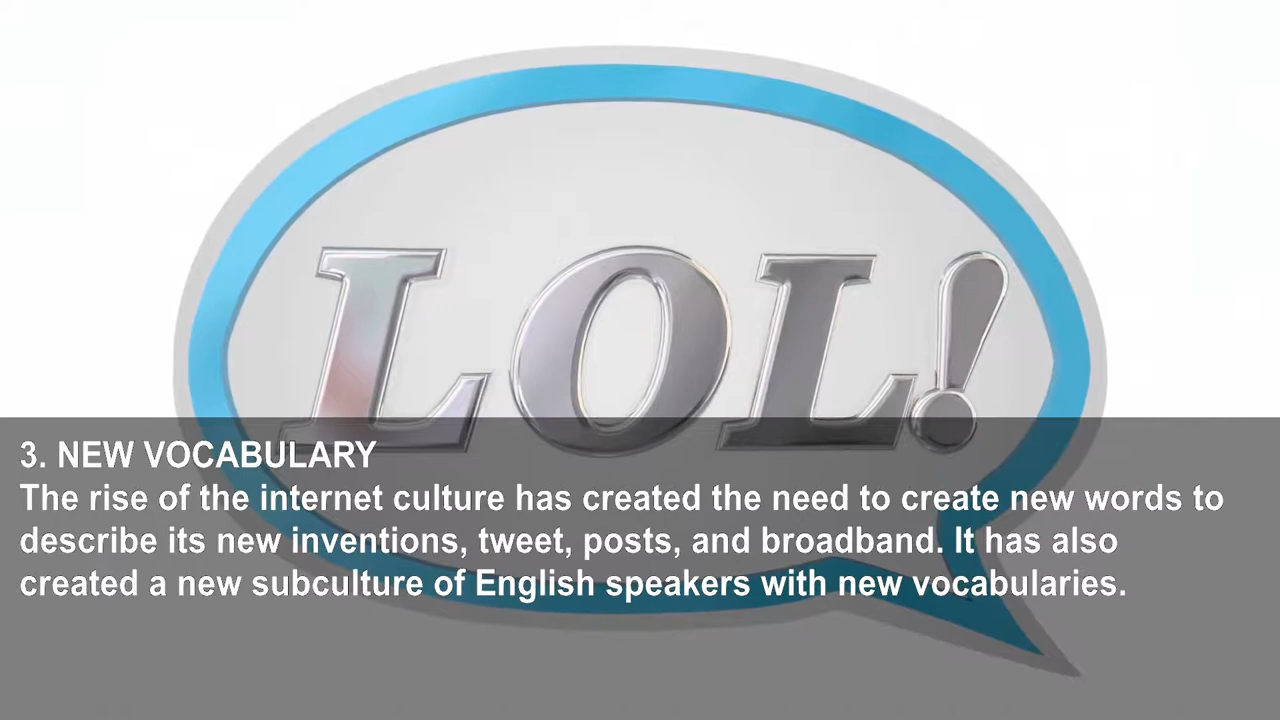 LOL!
3. NEW VOCABULARY
The rise of the internet culture has created the need to create new words to
describe its new inventions, tweet, posts, and broadband. It has also
created a new subculture of English speakers with new vocabularies.